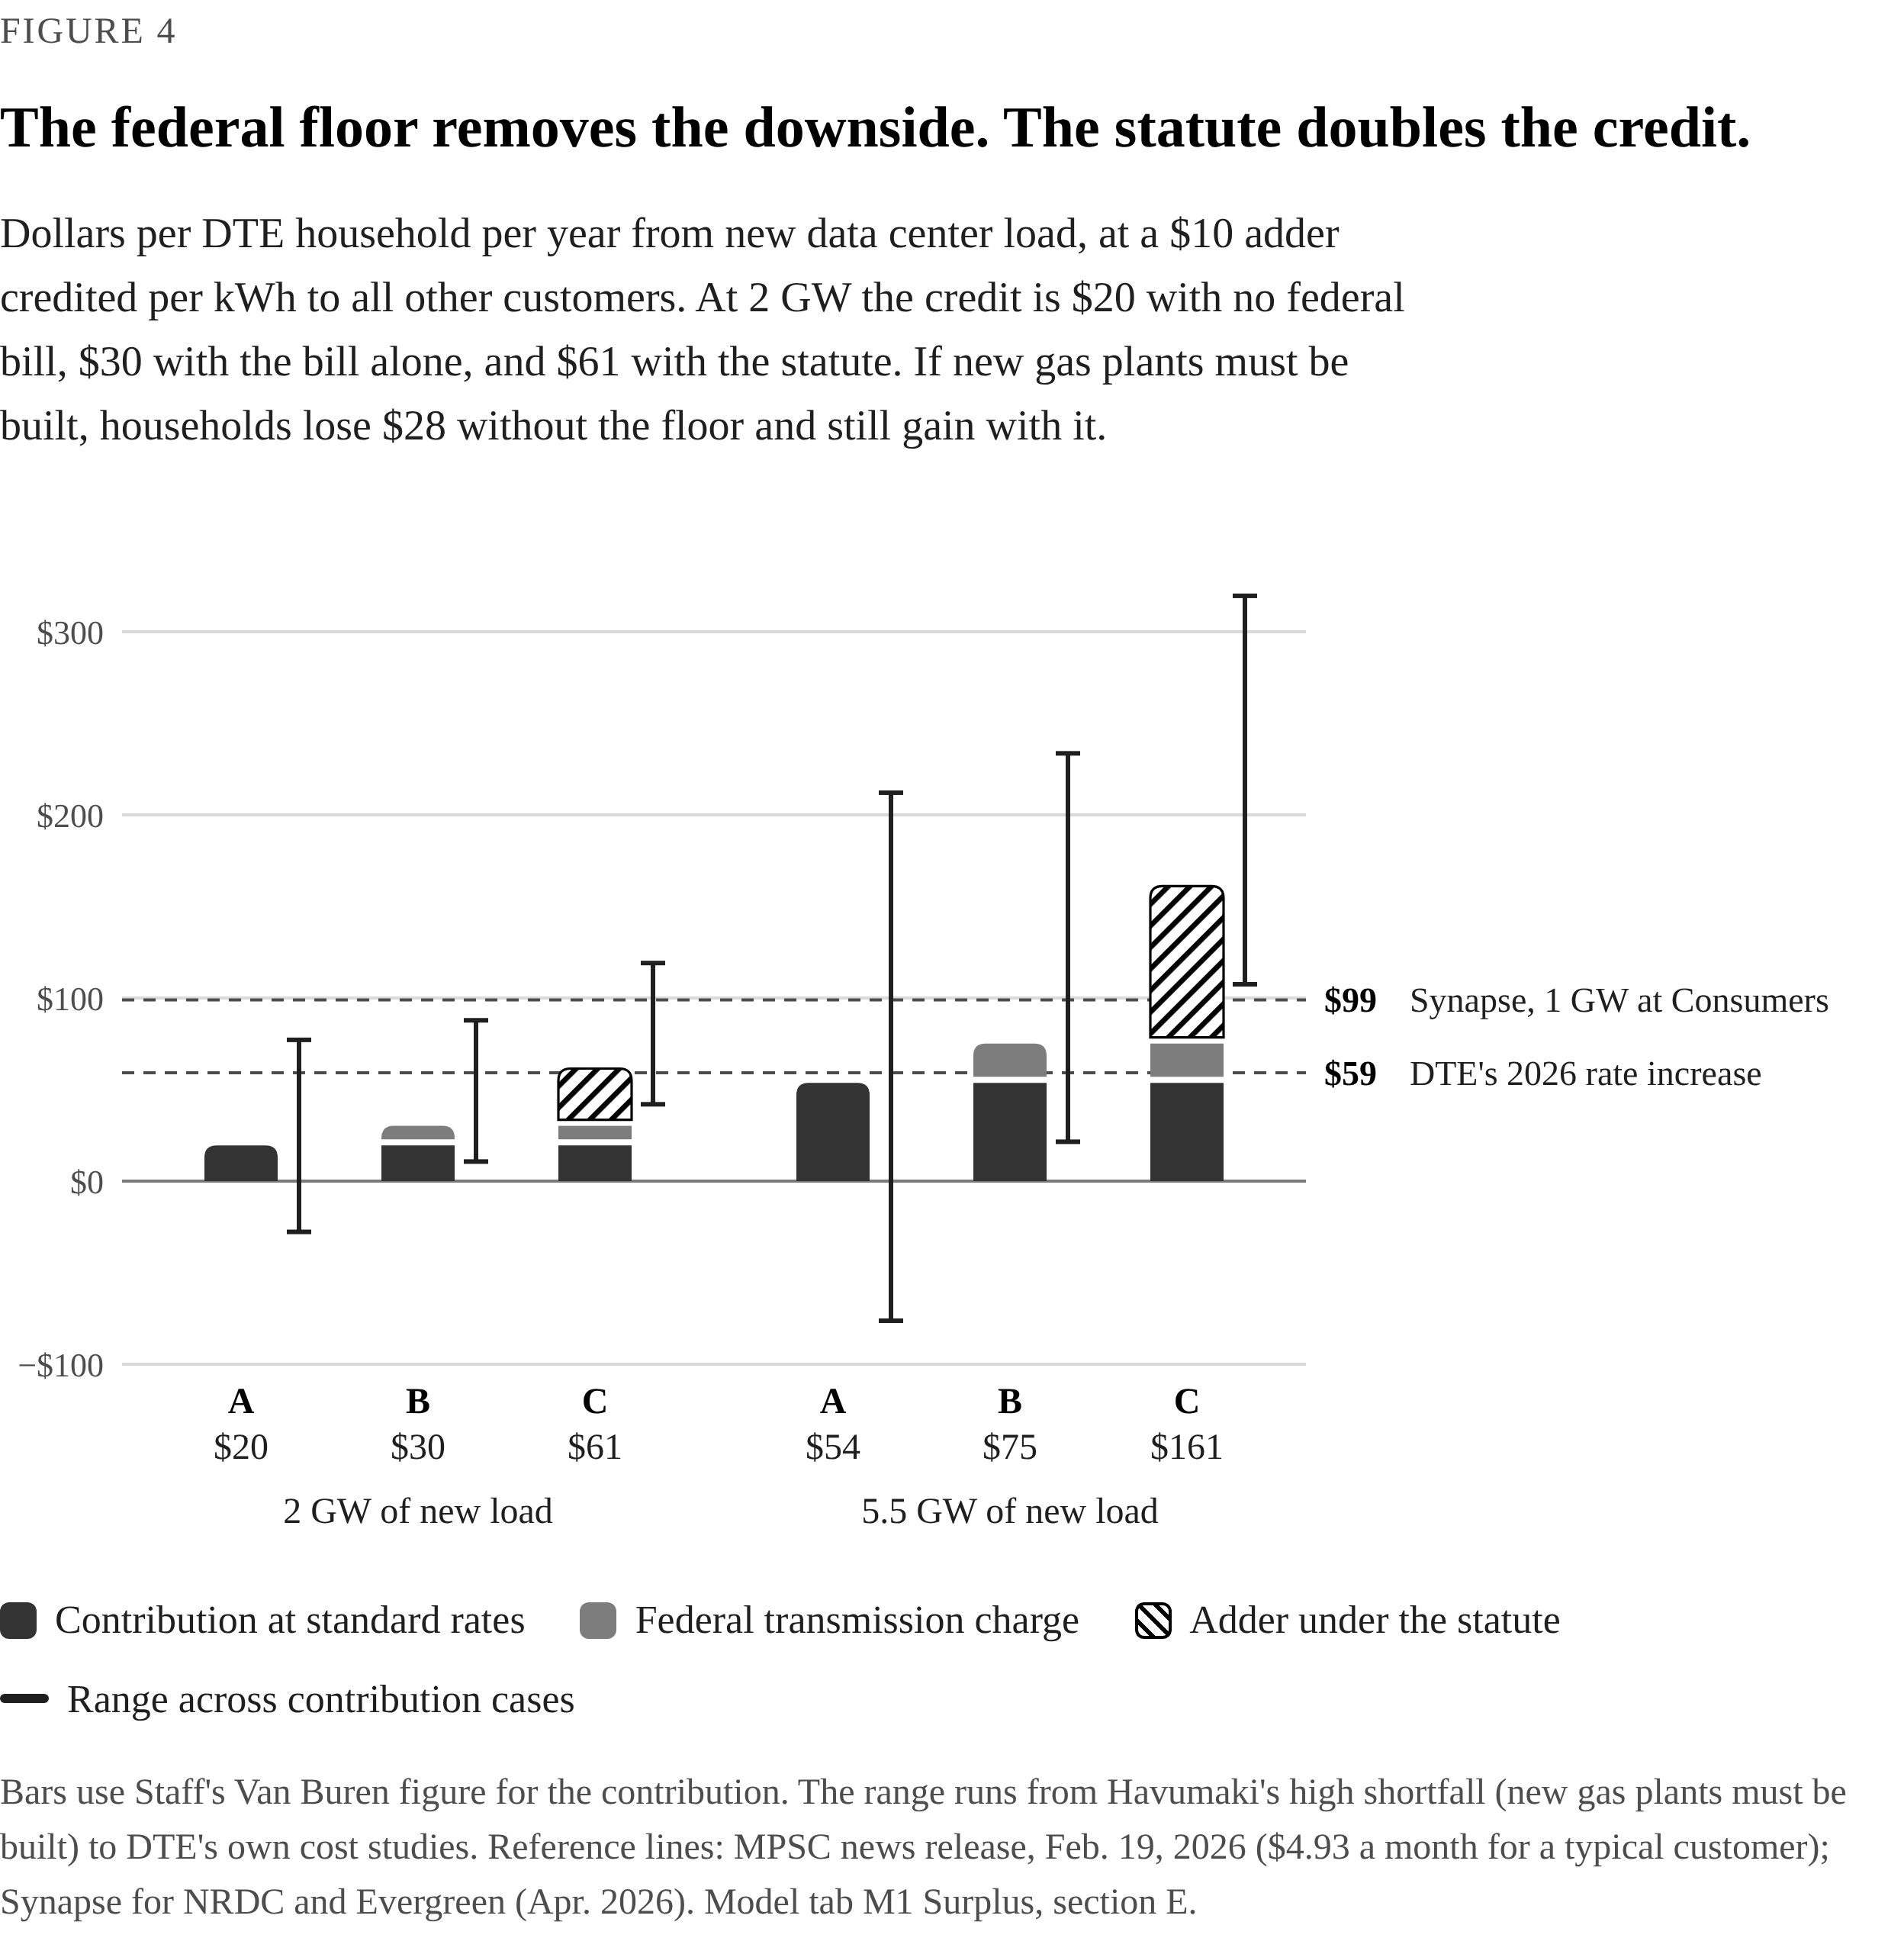 FIGURE 4
The federal floor removes the downside. The statute doubles the credit.
Dollars per DTE household per year from new data center load, at a $10 adder
credited per kWh to all other customers. At 2 GW the credit is $20 with no federal
bill, $30 with the bill alone, and $61 with the statute. If new gas plants must be
built, households lose $28 without the floor and still gain with it.
$300
$200
$100
$99 Synapse, 1 GW at Consumers
$59 DTE's 2026 rate increase
$0
−$100
A B C A B C
$20 $30 $61 $54 $75 $161
2 GW of new load 5.5 GW of new load
Contribution at standard rates Federal transmission charge Adder under the statute
Range across contribution cases
Bars use Staff's Van Buren figure for the contribution. The range runs from Havumaki's high shortfall (new gas plants must be
built) to DTE's own cost studies. Reference lines: MPSC news release, Feb. 19, 2026 ($4.93 a month for a typical customer);
Synapse for NRDC and Evergreen (Apr. 2026). Model tab M1 Surplus, section E.